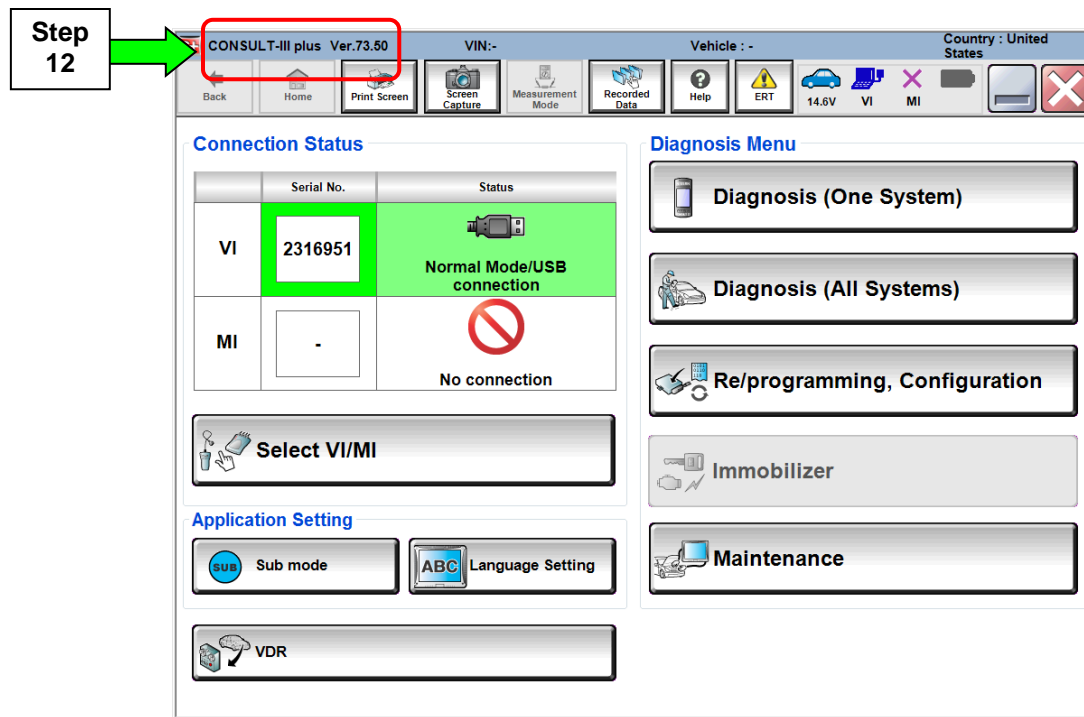 Step
12
CONSULT-III plus Ver.73.50
VIN:-
Vehicle : -
Country : United
States
Back
Home
Print Screen
Screen
Capture
Measurement
Mode
Recorded
Data
Help
ERT
14.6V
VI
MI
Connection Status
Serial No.
Status
VI
2316951
Normal Mode/USB
connection
MI
-
No connection
Select VI/MI
Application Setting
SUB
Sub mode
ABC
Language Setting
VDR
Diagnosis Menu
Diagnosis (One System)
Diagnosis (All Systems)
Re/programming, Configuration
Immobilizer
Maintenance